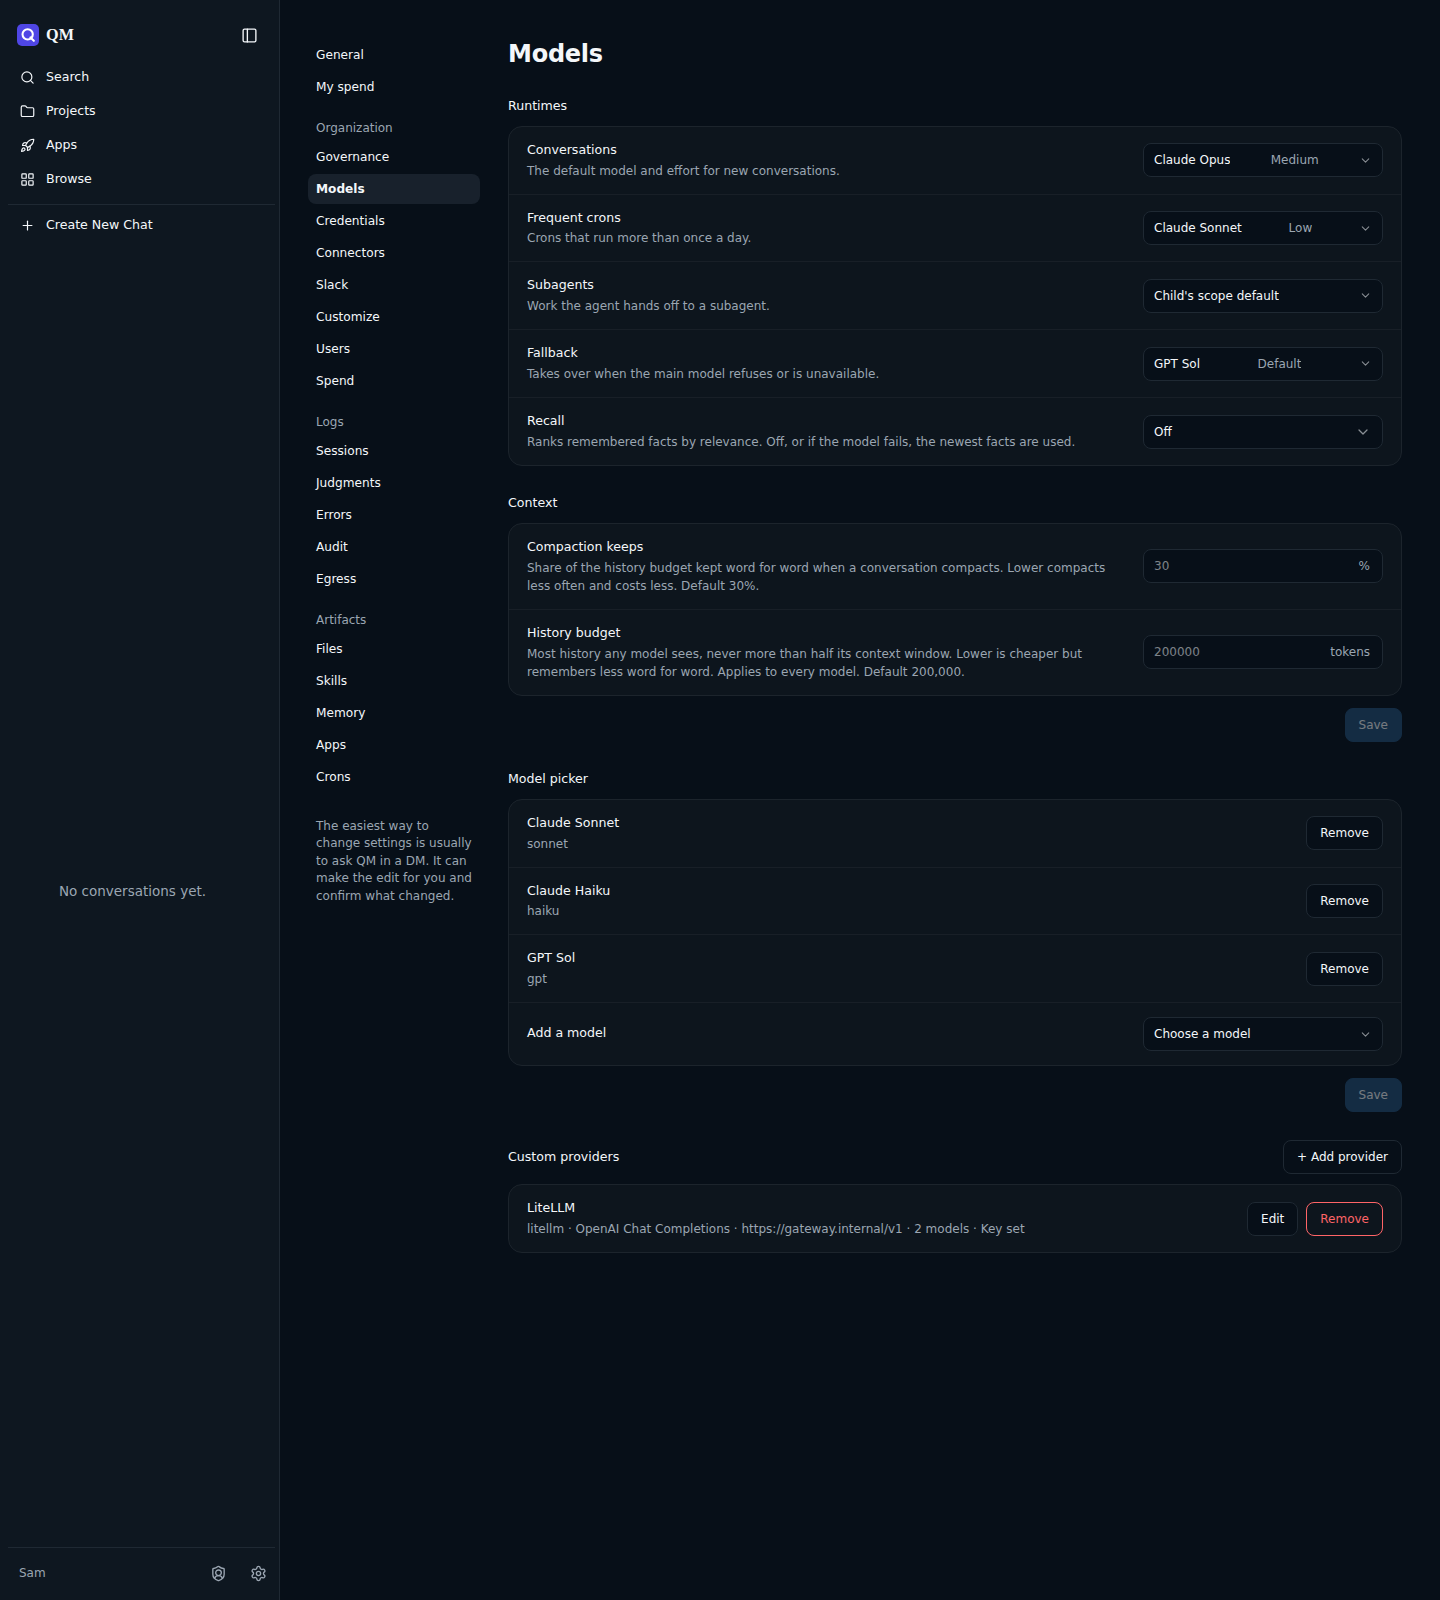 QM
Search
Projects
Apps
Browse
Create New Chat
No conversations yet.
Sam
General
My spend
Organization
Governance
Models
Credentials
Connectors
Slack
Customize
Users
Spend
Logs
Sessions
Judgments
Errors
Audit
Egress
Artifacts
Files
Skills
Memory
Apps
Crons
The easiest way to
change settings is usually
to ask QM in a DM. It can
make the edit for you and
confirm what changed.
Models
Runtimes
Conversations
The default model and effort for new conversations.
Claude Opus Medium
Frequent crons
Crons that run more than once a day.
Claude Sonnet Low
Subagents
Work the agent hands off to a subagent.
Child's scope default
Fallback
Takes over when the main model refuses or is unavailable.
GPT Sol Default
Recall
Ranks remembered facts by relevance. Off, or if the model fails, the newest facts are used.
Off
Context
Compaction keeps
Share of the history budget kept word for word when a conversation compacts. Lower compacts
less often and costs less. Default 30%.
30 %
History budget
Most history any model sees, never more than half its context window. Lower is cheaper but
remembers less word for word. Applies to every model. Default 200,000.
200000 tokens
Save
Model picker
Claude Sonnet
sonnet
Remove
Claude Haiku
haiku
Remove
GPT Sol
gpt
Remove
Add a model
Choose a model
Save
Custom providers
+ Add provider
LiteLLM
litellm · OpenAI Chat Completions · https://gateway.internal/v1 · 2 models · Key set
Edit
Remove